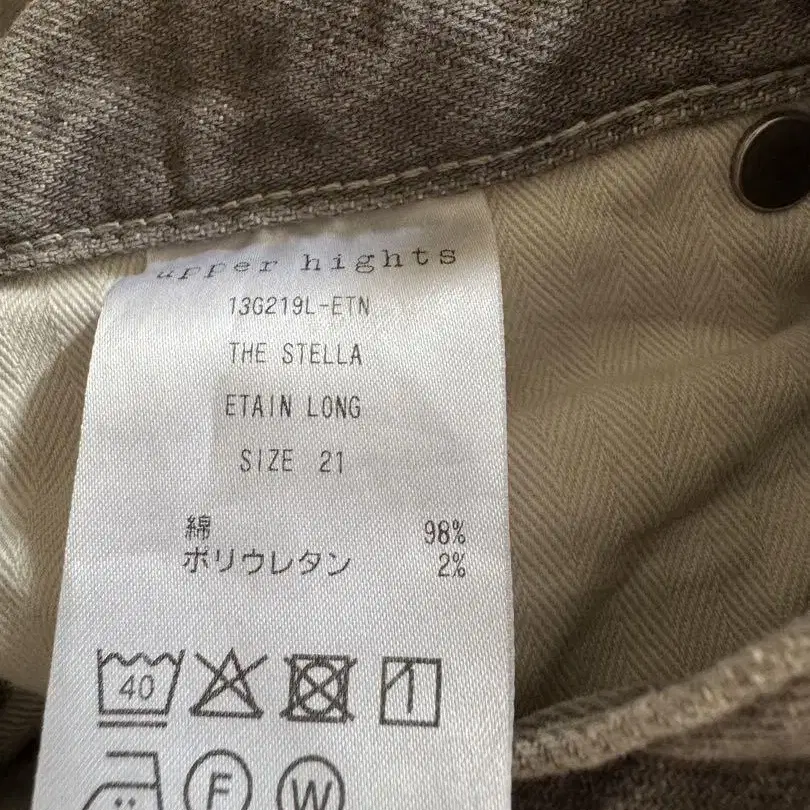 upper hights
13G219L-ETN
THE STELLA
ETAIN LONG
SIZE 21
綿 98%
ポリウレタン 2%
40
F W